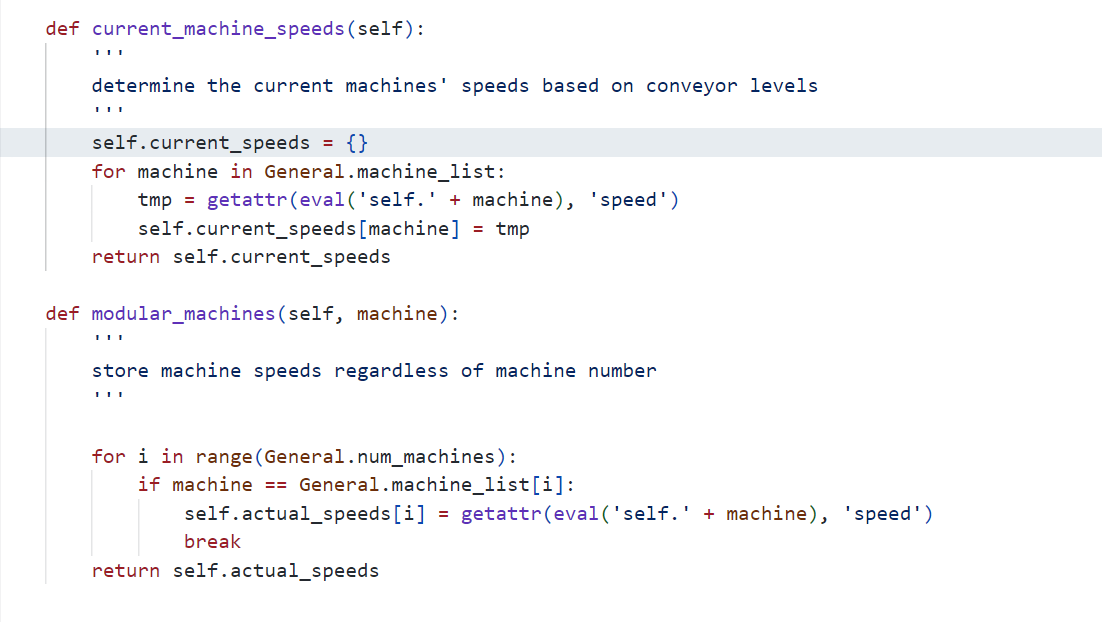 def current_machine_speeds(self):
'''
determine the current machines' speeds based on conveyor levels
'''
self.current_speeds = {}
for machine in General.machine_list:
tmp = getattr(eval('self.' + machine), 'speed')
self.current_speeds[machine] = tmp
return self.current_speeds
def modular_machines(self, machine):
'''
store machine speeds regardless of machine number
'''
for i in range(General.num_machines):
if machine == General.machine_list[i]:
self.actual_speeds[i] = getattr(eval('self.' + machine), 'speed')
break
return self.actual_speeds